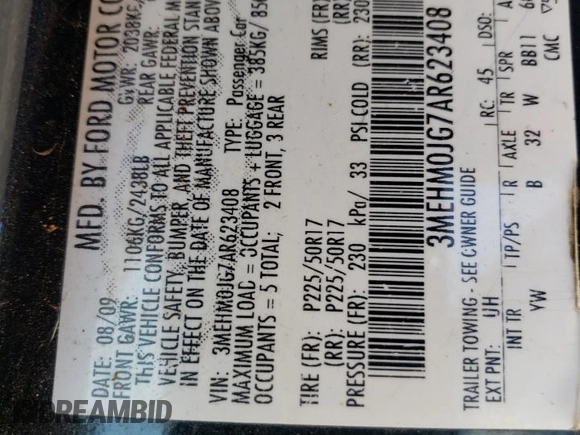 MFD. BY FORD MOTOR CO
DATE: 08/09 GVWR: 2038KG
FRONT GAWR: 1106KG/2438LB REAR GAWR:
THIS VEHICLE CONFORMS TO ALL APPLICABLE FEDERAL M
VEHICLE SAFETY, BUMPER, AND THEFT PREVENTION STAN
IN EFFECT ON THE DATE OF MANUFACTURE SHOWN ABOVE
VIN: 3MEHM0JG7AR623408 TYPE: Passenger Car
MAXIMUM LOAD = OCCUPANTS + LUGGAGE = 385KG/ 850
OCCUPANTS = 5 TOTAL; 2 FRONT, 3 REAR
TIRE (FR): P225/50R17 RIMS (FR)
(RR): P225/50R17 (RR)
PRESSURE (FR): 230 kPa/ 33 PSI.COLD (RR): 230
3MEHM0JG7AR623408
TRAILER TOWING - SEE OWNER GUIDE
EXT PNT: UH RC: 45 DSO:
INT TR TP/PS R AXLE TR SPR
YW B 32 W BB11
CMC
DREAMBID